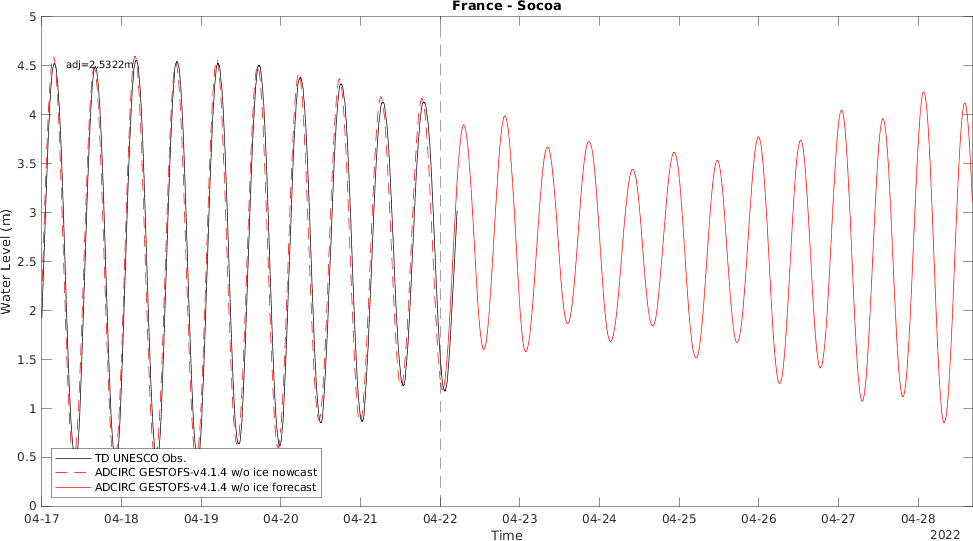 France - Socoa
5
4.5
4
3.5
3
2.5
2
1.5
1
0.5
0
Water Level (m)
adj=2.5322m
TD UNESCO Obs.
ADCIRC GESTOFS-v4.1.4 w/o ice nowcast
ADCIRC GESTOFS-v4.1.4 w/o ice forecast
04-17 04-18 04-19 04-20 04-21 04-22 04-23 04-24 04-25 04-26 04-27 04-28
2022
Time